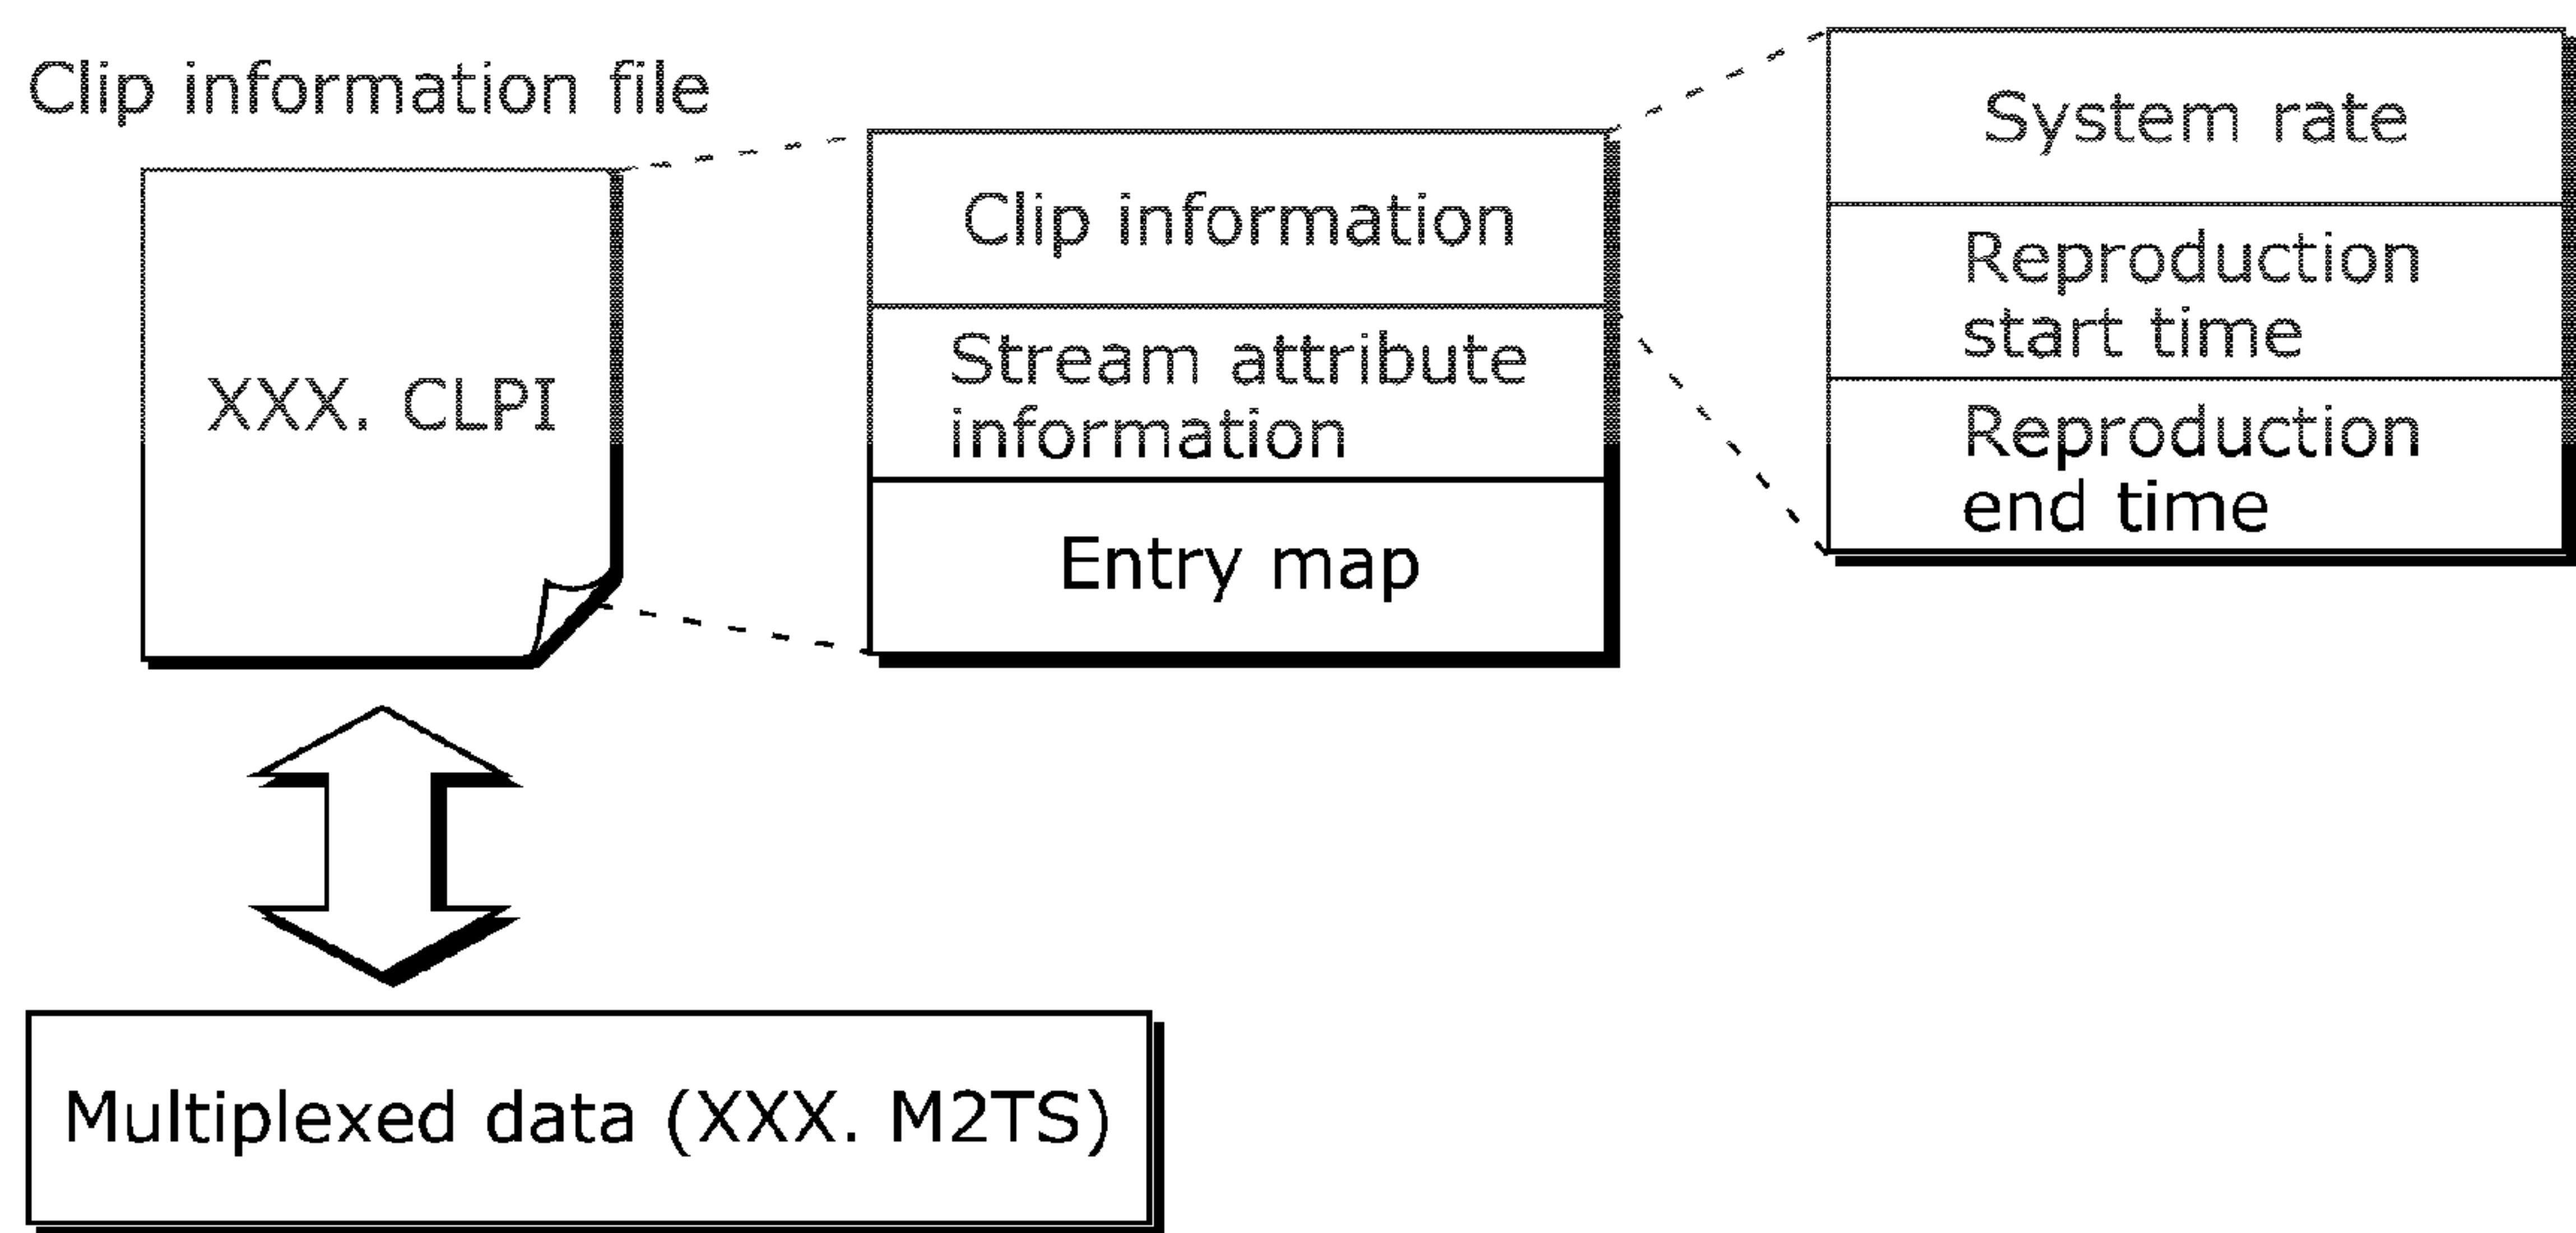 Clip information file
XXX. CLPI
Clip information
Stream attribute
information
Entry map
System rate
Reproduction
start time
Reproduction
end time
Multiplexed data (XXX. M2TS)